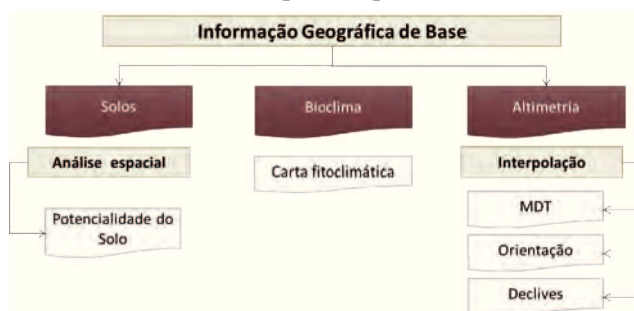 Informação Geográfica de Base
Solos
Bioclima
Altimetria
Análise espacial
Carta fitoclimática
Interpolação
Potencialidade do
Solo
MDT
Orientação
Declives